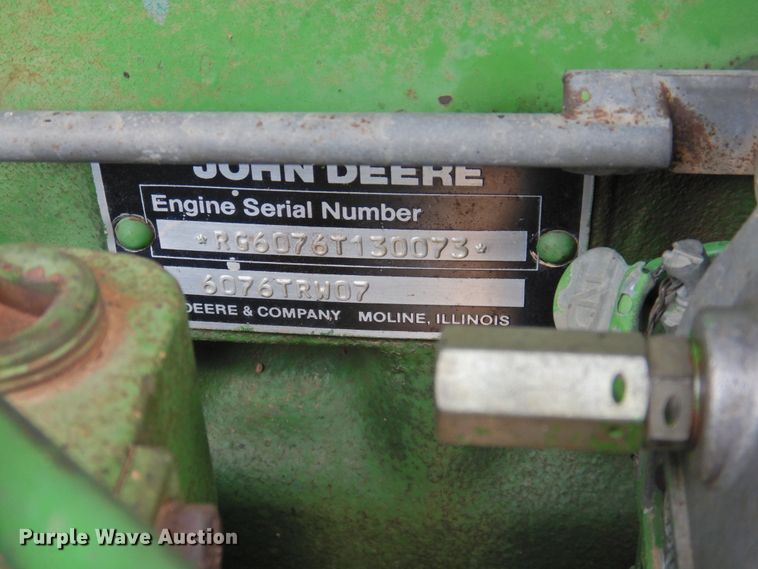 JOHN DEERE
Engine Serial Number
*RG6076T130073*
6076TRW07
DEERE & COMPANY MOLINE, ILLINOIS
Purple Wave Auction